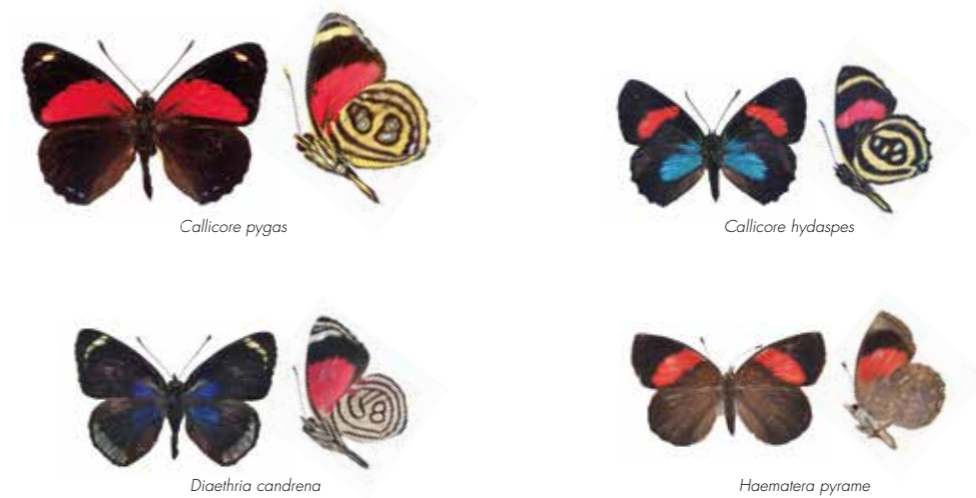 Callicore pygas
Callicore hydaspes
Diaethria candrena
Haematera pyrame